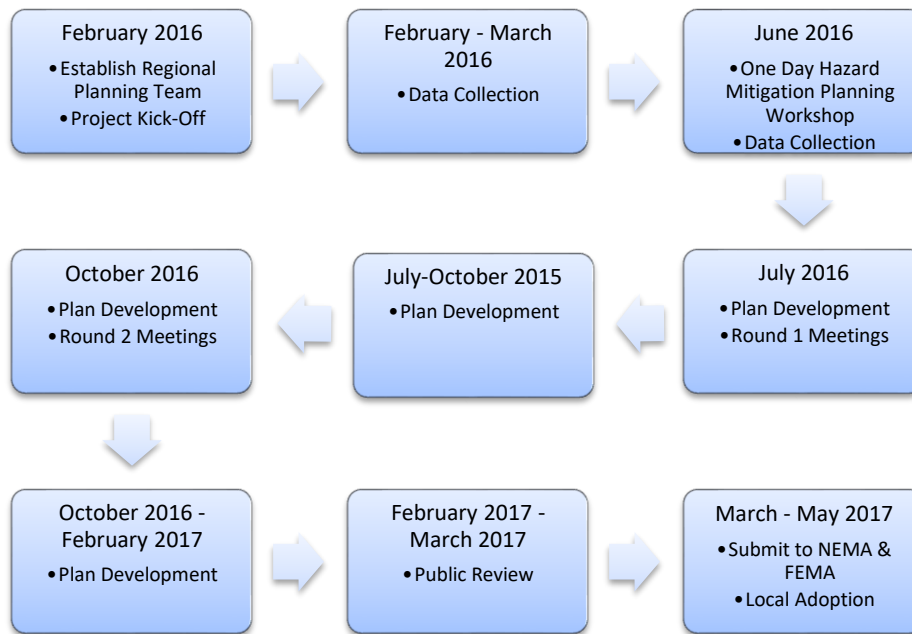 February 2016
•Establish Regional
Planning Team
•Project Kick-Off
February - March
2016
•Data Collection
June 2016
•One Day Hazard
Mitigation Planning
Workshop
•Data Collection
July 2016
•Plan Development
•Round 1 Meetings
July-October 2015
•Plan Development
October 2016
•Plan Development
•Round 2 Meetings
October 2016 -
February 2017
•Plan Development
February 2017 -
March 2017
•Public Review
March - May 2017
•Submit to NEMA &
FEMA
•Local Adoption